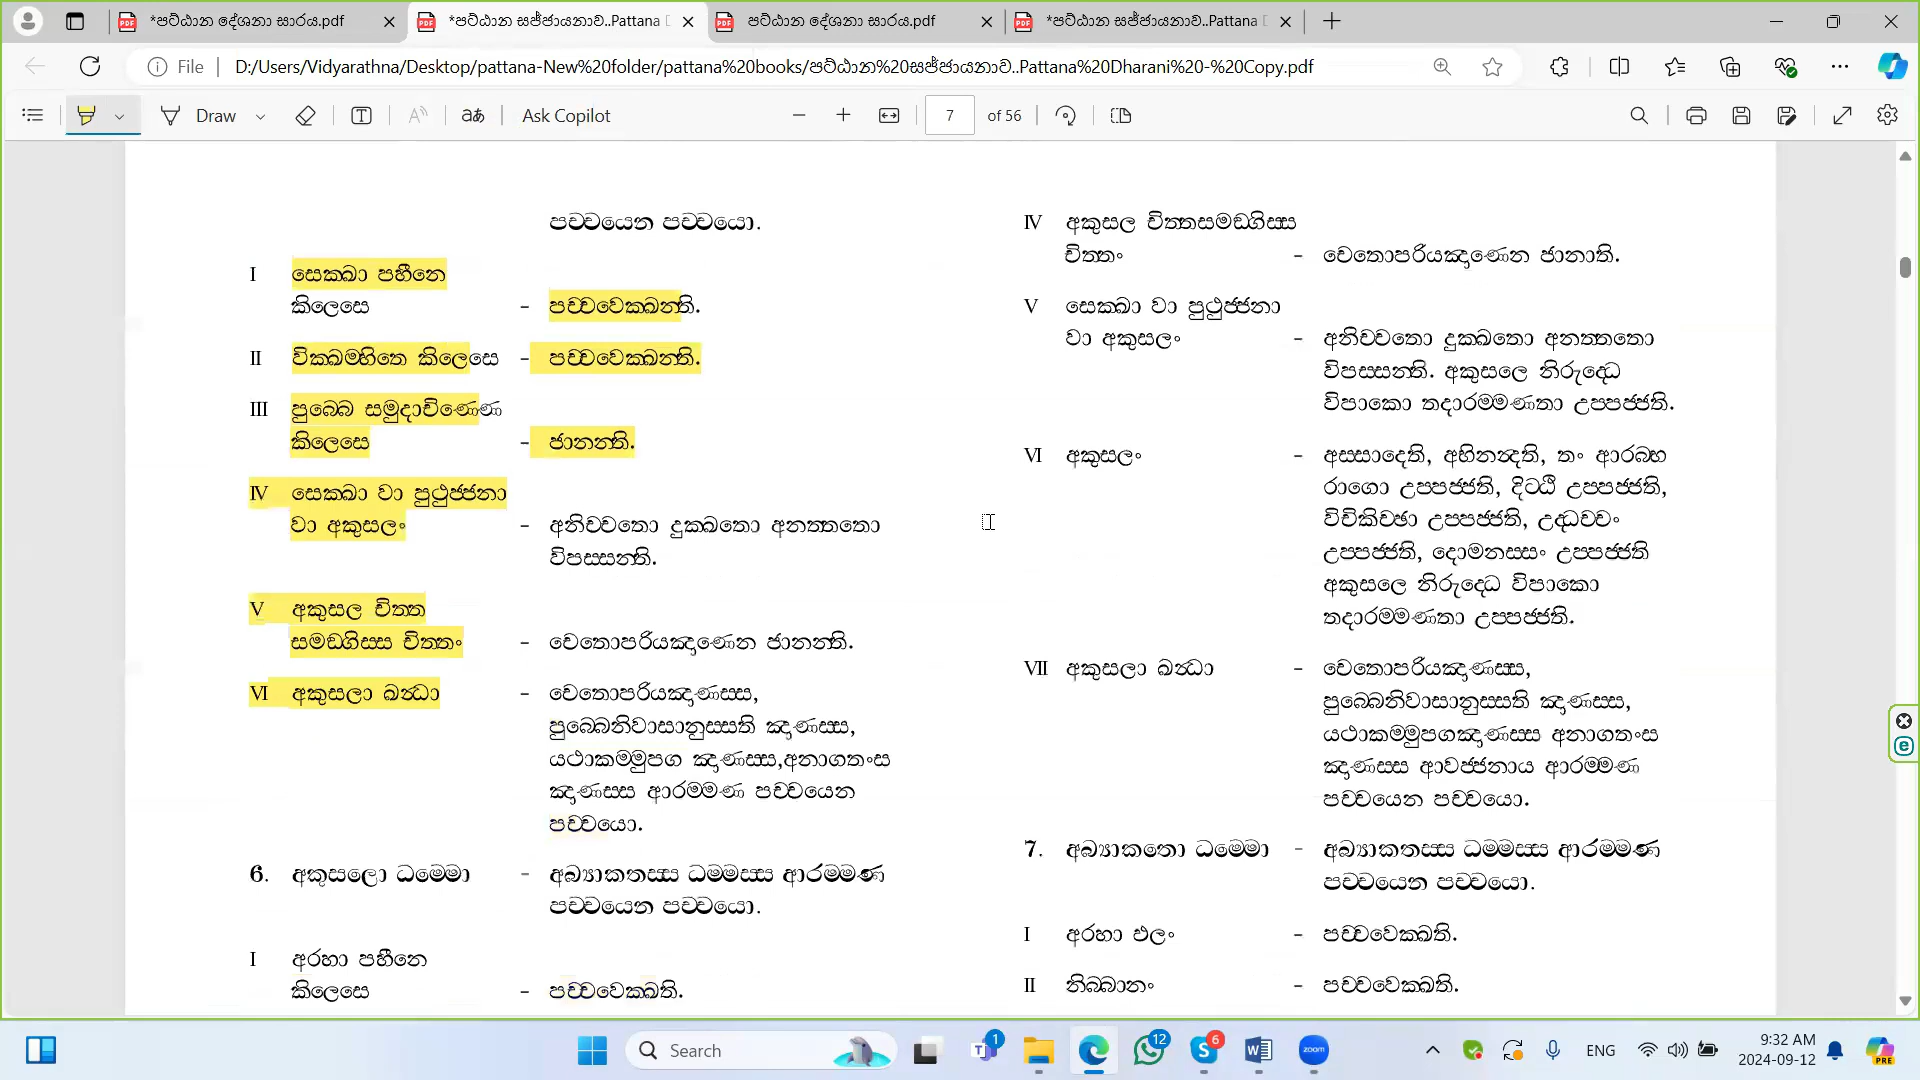 *පට්ඨාන දේශනා සාරය.pdf
*පට්ඨාන සජ්ඣායනාව..Pattana
පට්ඨාන දේශනා සාරය.pdf
*පට්ඨාන සජ්ඣායනාව..Pattana
File
D:/Users/Vidyarathna/Desktop/pattana-New%20folder/pattana%20books/පට්ඨාන%20සජ්ඣායනාව..Pattana%20Dharani%20-%20Copy.pdf
Draw
Ask Copilot
7 of 56
පච්චයෙන පච්චයො.
I සෙක්ඛා පහීනෙ
කිලෙසෙ - පච්චවෙක්ඛන්ති.
II වික්ඛම්භිතෙ කිලෙසෙ - පච්චවෙක්ඛන්ති.
III පුබ්බෙ සමුදාචිණ්ණෙ
කිලෙසෙ - ජානන්ති.
IV සෙක්ඛා වා පුථුජ්ජනා
වා අකුසලං - අනිච්චතො දුක්ඛතො අනත්තතො
විපස්සන්ති.
V අකුසල චිත්ත
සමඞ්ගිස්ස චිත්තං - චෙතොපරියඤාණෙන ජානන්ති.
VI අකුසලා ඛන්ධා - චෙතොපරියඤාණස්ස,
පුබ්බෙනිවාසානුස්සති ඤාණස්ස,
යථාකම්මුපග ඤාණස්ස,අනාගතංස
ඤාණස්ස ආරම්මණ පච්චයෙන
පච්චයො.
6. අකුසලො ධම්මො - අබ්‍යාකතස්ස ධම්මස්ස ආරම්මණ
පච්චයෙන පච්චයො.
I අරහා පහීනෙ
කිලෙසෙ - පච්චවෙක්ඛති.
IV අකුසල චිත්තසමඞ්ගිස්ස
චිත්තං - චෙතොපරියඤාණෙන ජානාති.
V සෙක්ඛා වා පුථුජ්ජනා
වා අකුසලං - අනිච්චතො දුක්ඛතො අනත්තතො
විපස්සන්ති. අකුසලෙ නිරුද්ධෙ
විපාකො තදාරම්මණතා උප්පජ්ජති.
VI අකුසලං - අස්සාදෙති, අභිනන්දති, තං ආරබ්භ
රාගො උප්පජ්ජති, දිට්ඨි උප්පජ්ජති,
විචිකිච්ඡා උප්පජ්ජති, උද්ධච්චං
උප්පජ්ජති, දොමනස්සං උප්පජ්ජති
අකුසලෙ නිරුද්ධෙ විපාකො
තදාරම්මණතා උප්පජ්ජති.
VII අකුසලා ඛන්ධා - චෙතොපරියඤාණස්ස,
පුබ්බෙනිවාසානුස්සති ඤාණස්ස,
යථාකම්මුපගඤාණස්ස අනාගතංස
ඤාණස්ස ආවජ්ජනාය ආරම්මණ
පච්චයෙන පච්චයො.
7. අබ්‍යාකතො ධම්මො - අබ්‍යාකතස්ස ධම්මස්ස ආරම්මණ
පච්චයෙන පච්චයො.
I අරහා ඵලං - පච්චවෙක්ඛති.
II නිබ්බානං - පච්චවෙක්ඛති.
Search
1
12
6
zoom
ENG
9:32 AM
2024-09-12
PRE